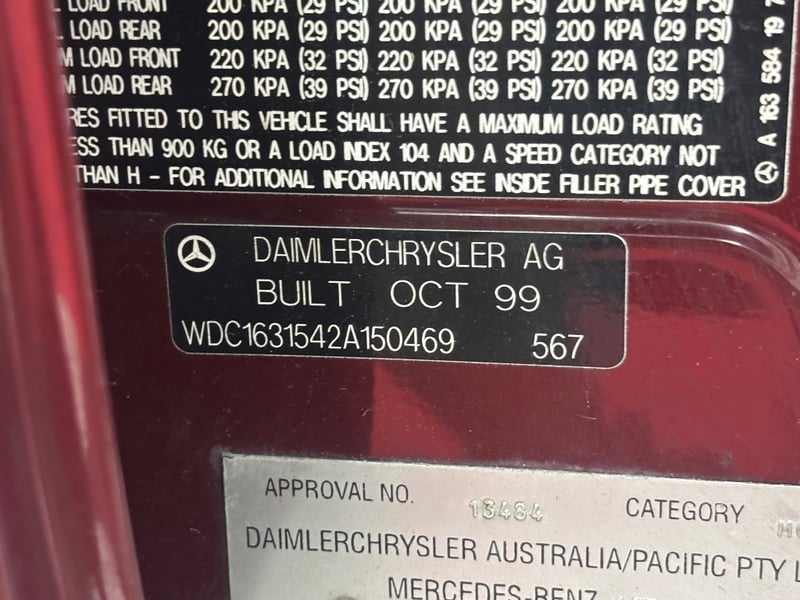 LOAD FRONT 200 KPA (29 PSI) 200 KPA (29 PSI) 200 KPA (29 PSI)
LOAD REAR 200 KPA (29 PSI) 200 KPA (29 PSI) 200 KPA (29 PSI)
M LOAD FRONT 220 KPA (32 PSI) 220 KPA (32 PSI) 220 KPA (32 PSI)
M LOAD REAR 270 KPA (39 PSI) 270 KPA (39 PSI) 270 KPA (39 PSI)
RES FITTED TO THIS VEHICLE SHALL HAVE A MAXIMUM LOAD RATING
ESS THAN 900 KG OR A LOAD INDEX 104 AND A SPEED CATEGORY NOT
THAN H - FOR ADDITIONAL INFORMATION SEE INSIDE FILLER PIPE COVER
A 163 584 19 7
DAIMLERCHRYSLER AG
BUILT OCT 99
WDC1631542A150469 567
APPROVAL NO. 13484 CATEGORY
DAIMLERCHRYSLER AUSTRALIA/PACIFIC PTY L
MERCEDES-BENZ